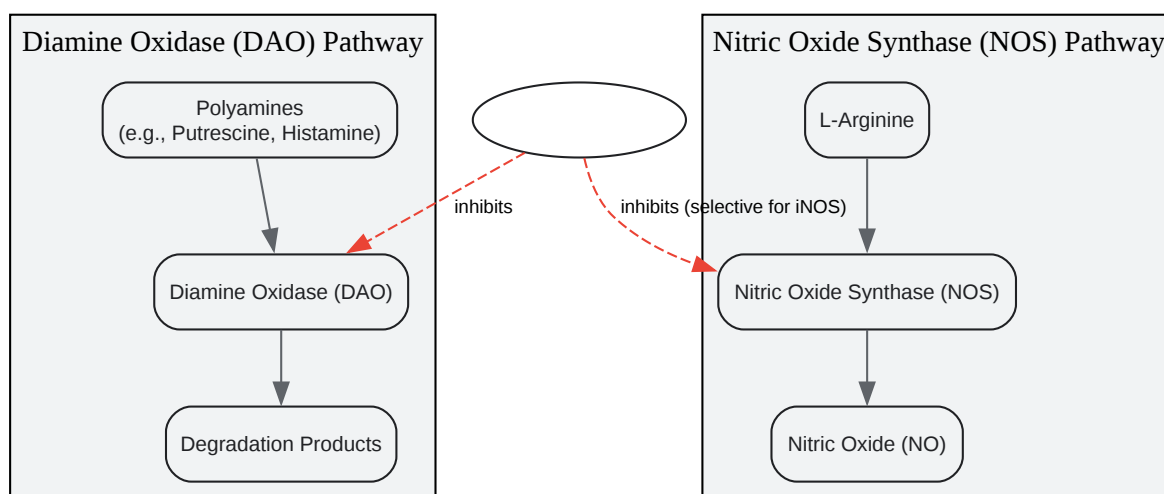 Diamine Oxidase (DAO) Pathway
Polyamines
(e.g., Putrescine, Histamine)
inhibits
Diamine Oxidase (DAO)
Degradation Products
Nitric Oxide Synthase (NOS) Pathway
L-Arginine
inhibits (selective for iNOS)
Nitric Oxide Synthase (NOS)
Nitric Oxide (NO)